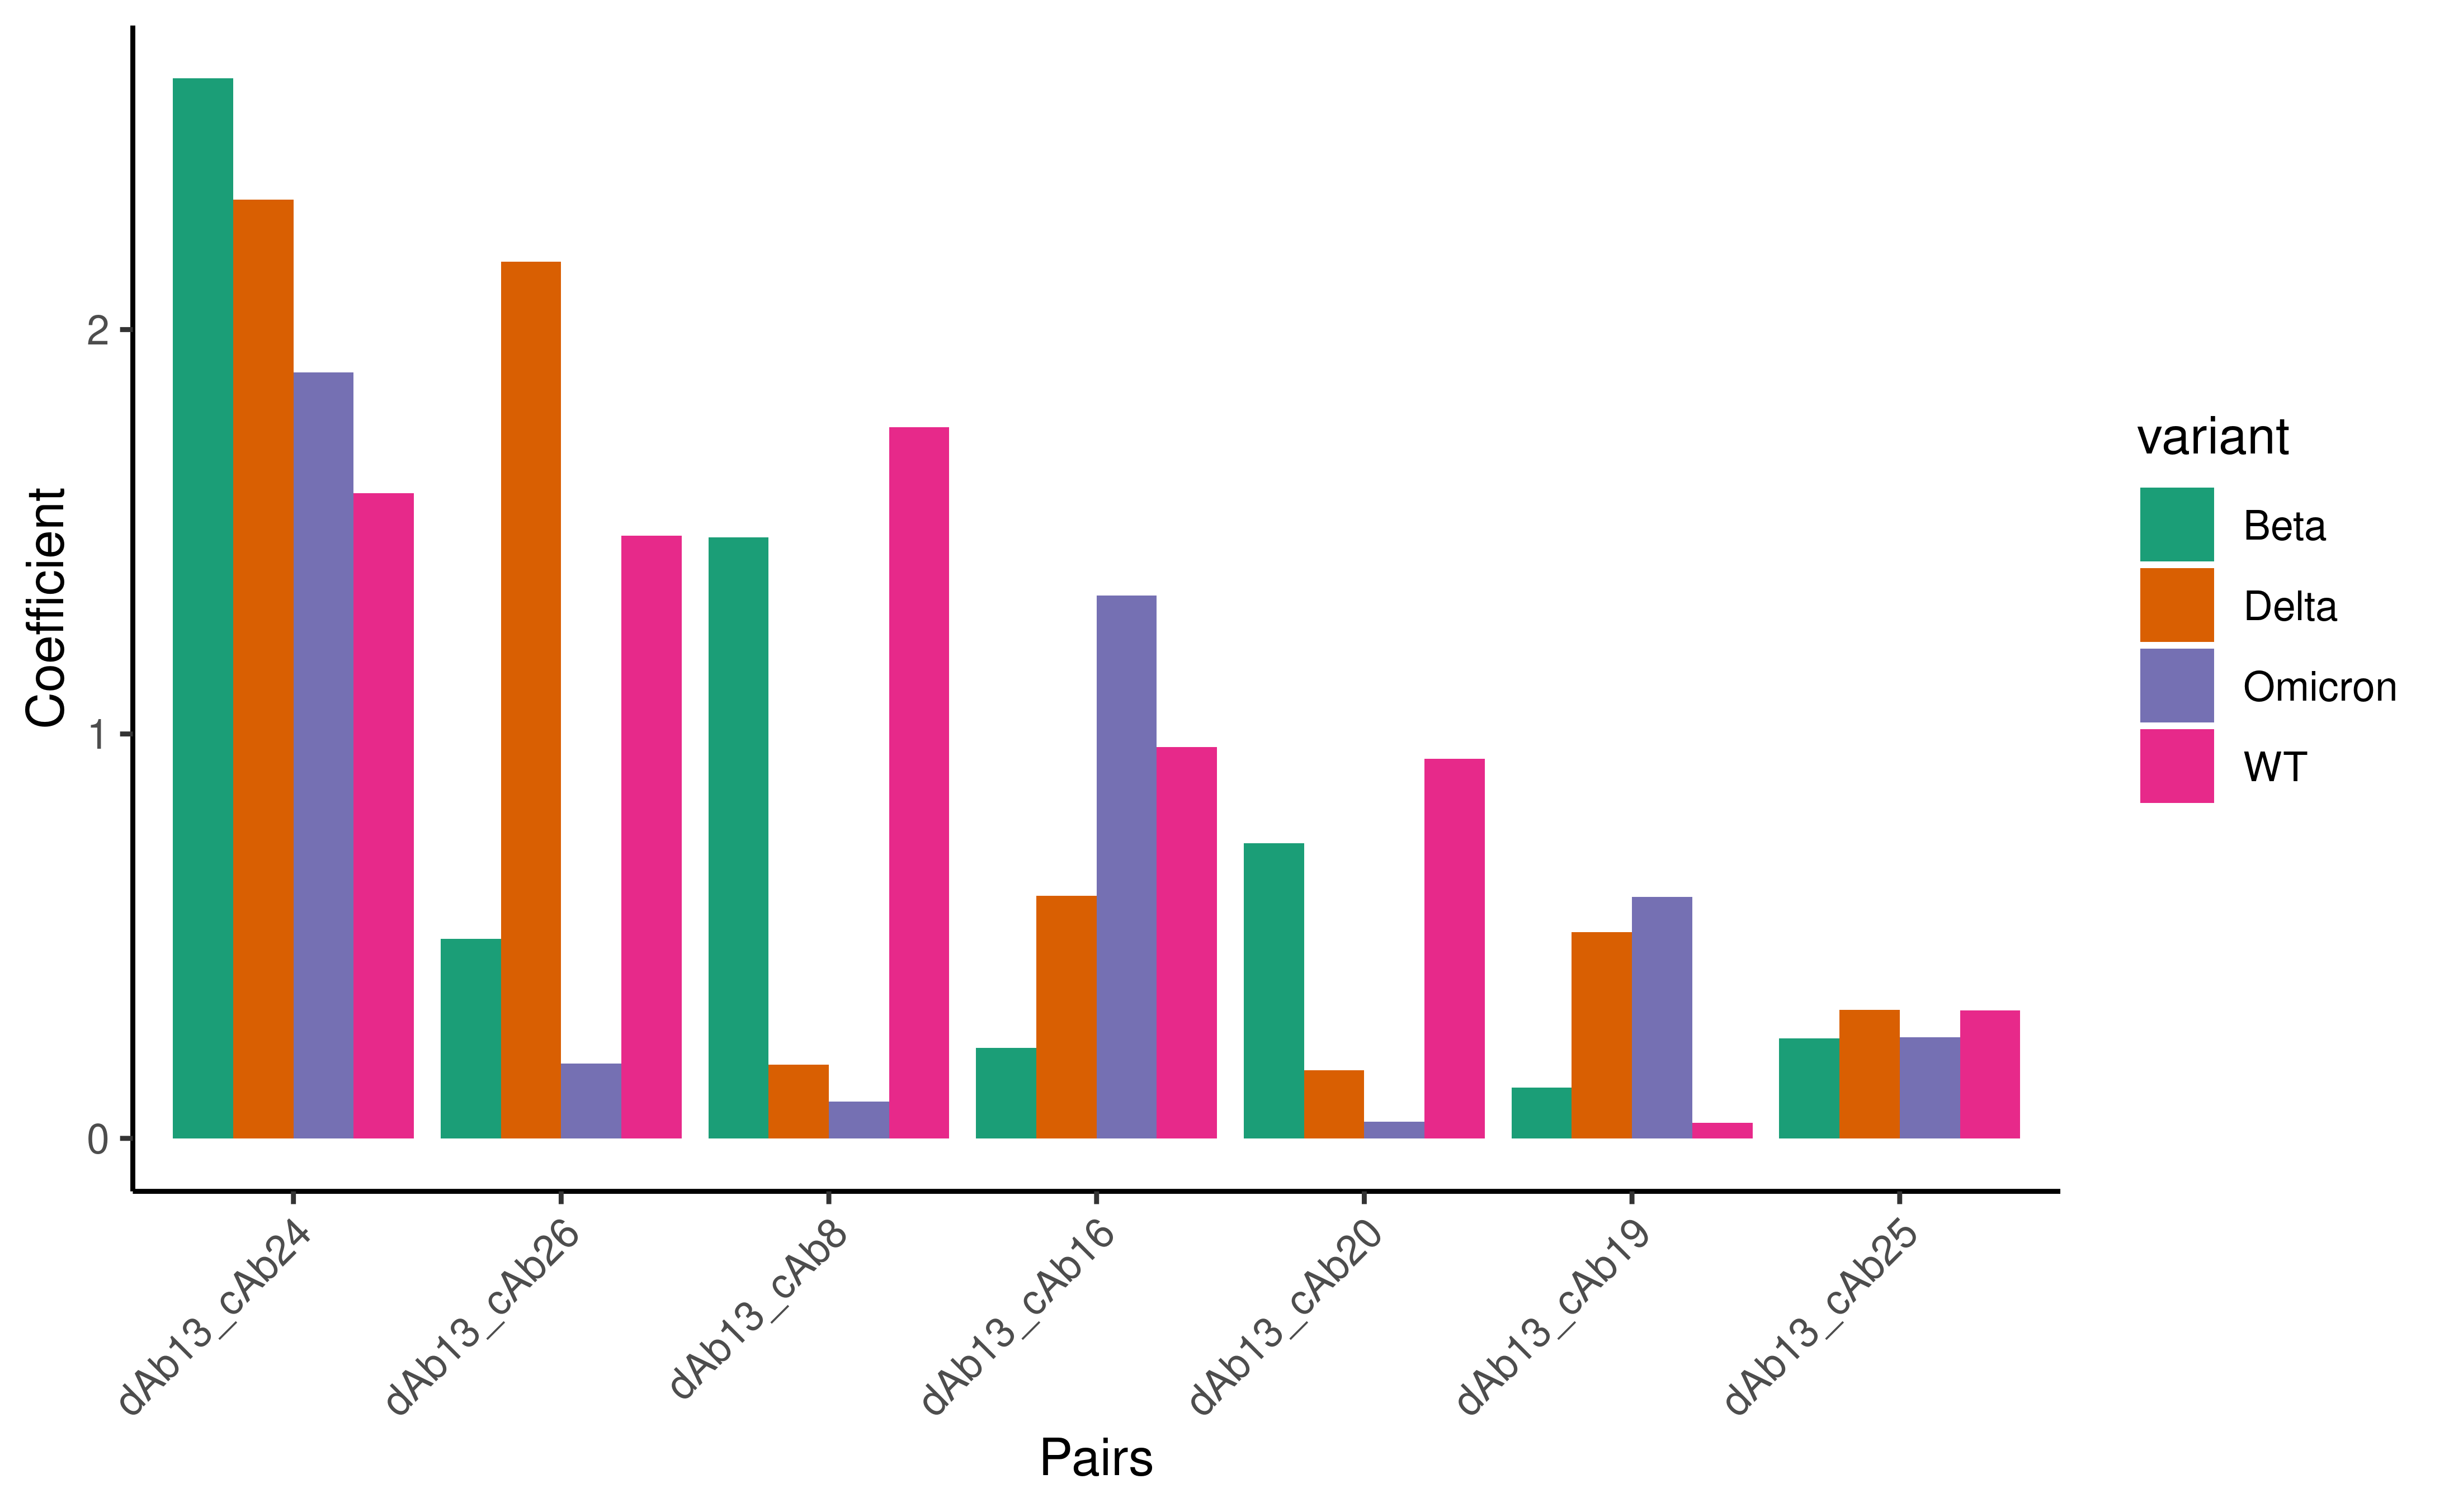 Coefficient
2
1
0
dAb13_cAb24
dAb13_cAb26
dAb13_cAb8
dAb13_cAb16
dAb13_cAb20
dAb13_cAb19
dAb13_cAb25
Pairs
variant
Beta
Delta
Omicron
WT